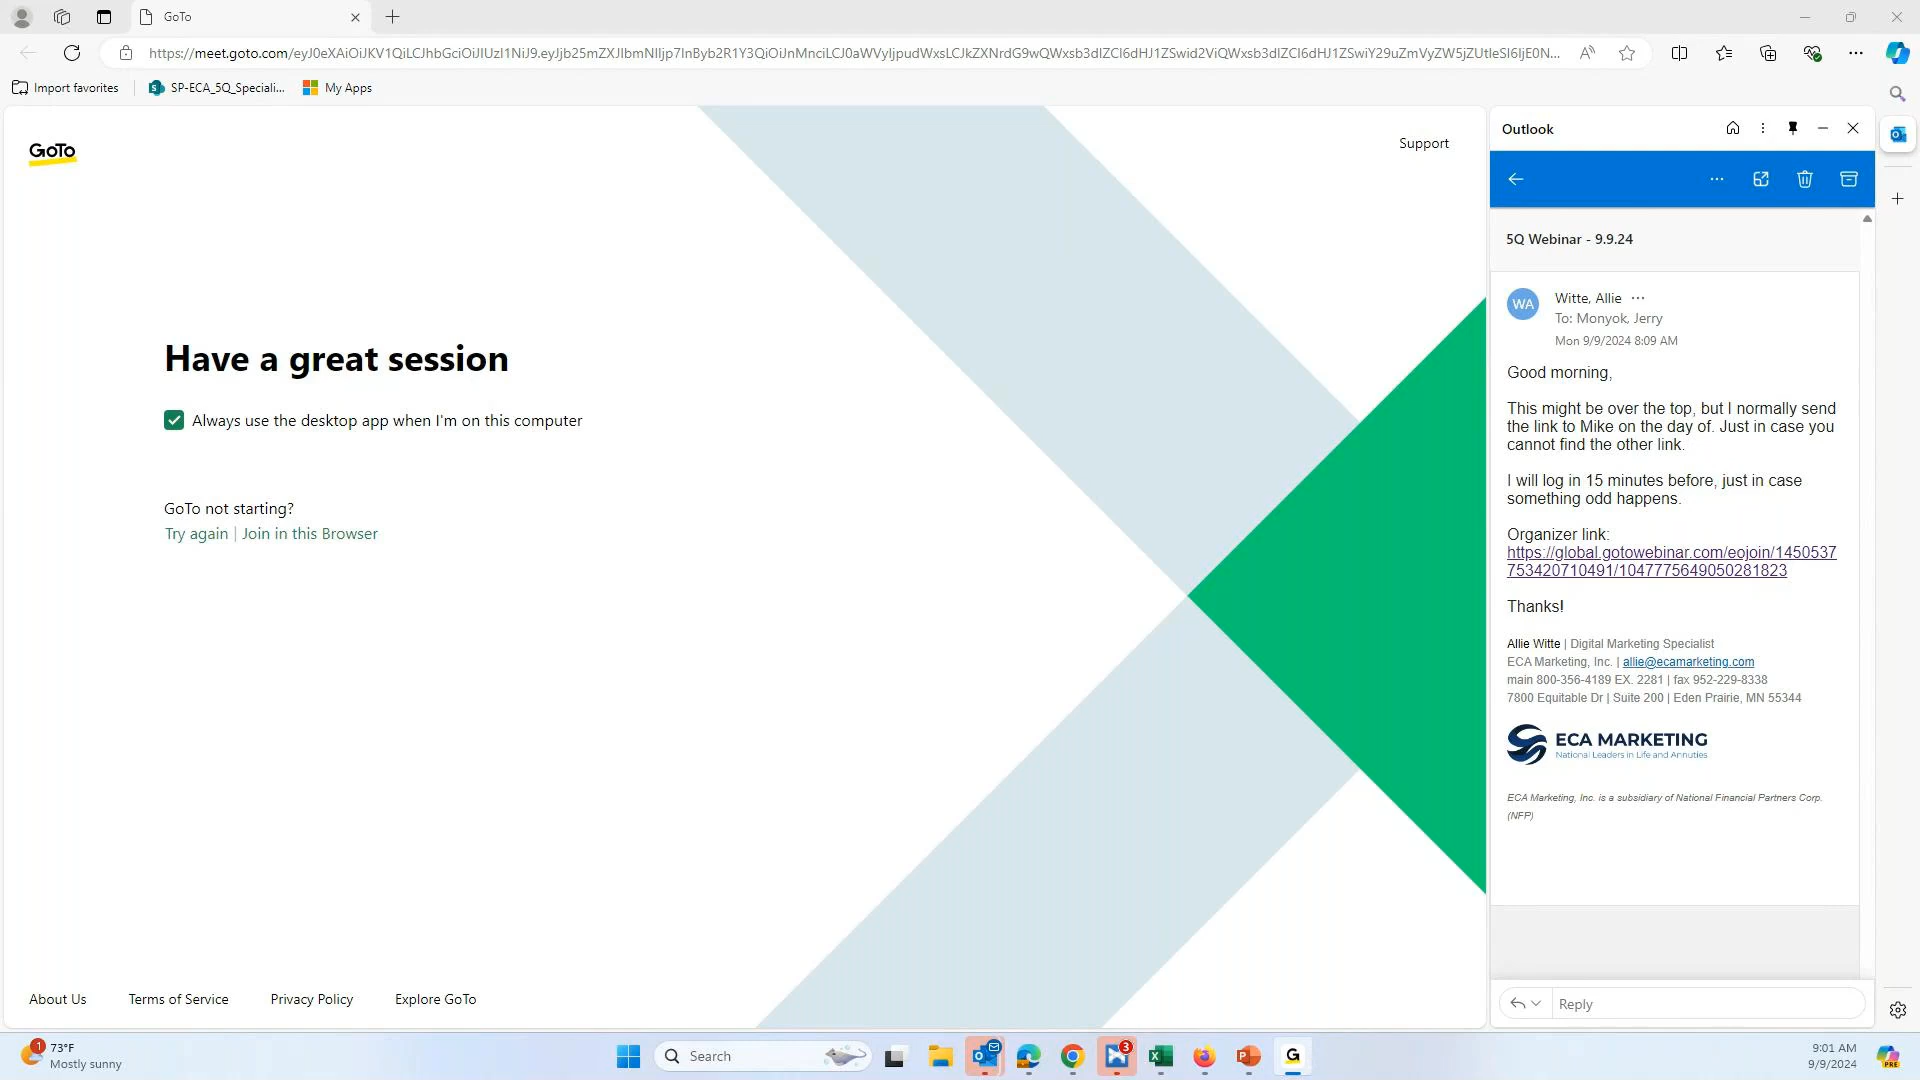 GoTo
https://meet.goto.com/
Import favorites
SP-ECA_5Q_Speciali...
My Apps
GoTo
Support
Have a great session
Always use the desktop app when I'm on this computer
GoTo not starting?
Try again | Join in this Browser
About Us
Terms of Service
Privacy Policy
Explore GoTo
Outlook
5Q Webinar - 9.9.24
WA
Witte, Allie ···
To: Monyok, Jerry
Mon 9/9/2024 8:09 AM
Good morning,
This might be over the top, but I normally send
the link to Mike on the day of. Just in case you
cannot find the other link.
I will log in 15 minutes before, just in case
something odd happens.
Organizer link:
https://global.gotowebinar.com/eojoin/1450537
753420710491/1047775649050281823
Thanks!
Allie Witte | Digital Marketing Specialist
ECA Marketing, Inc. | allie@ecamarketing.com
main 800-356-4189 EX. 2281 | fax 952-229-8338
7800 Equitable Dr | Suite 200 | Eden Prairie, MN 55344
ECA MARKETING
National Leaders in Life and Annuties
ECA Marketing, Inc. is a subsidiary of National Financial Partners Corp.
(NFP)
Reply
1
73°F
Mostly sunny
Search
3
9:01 AM
9/9/2024
PRE